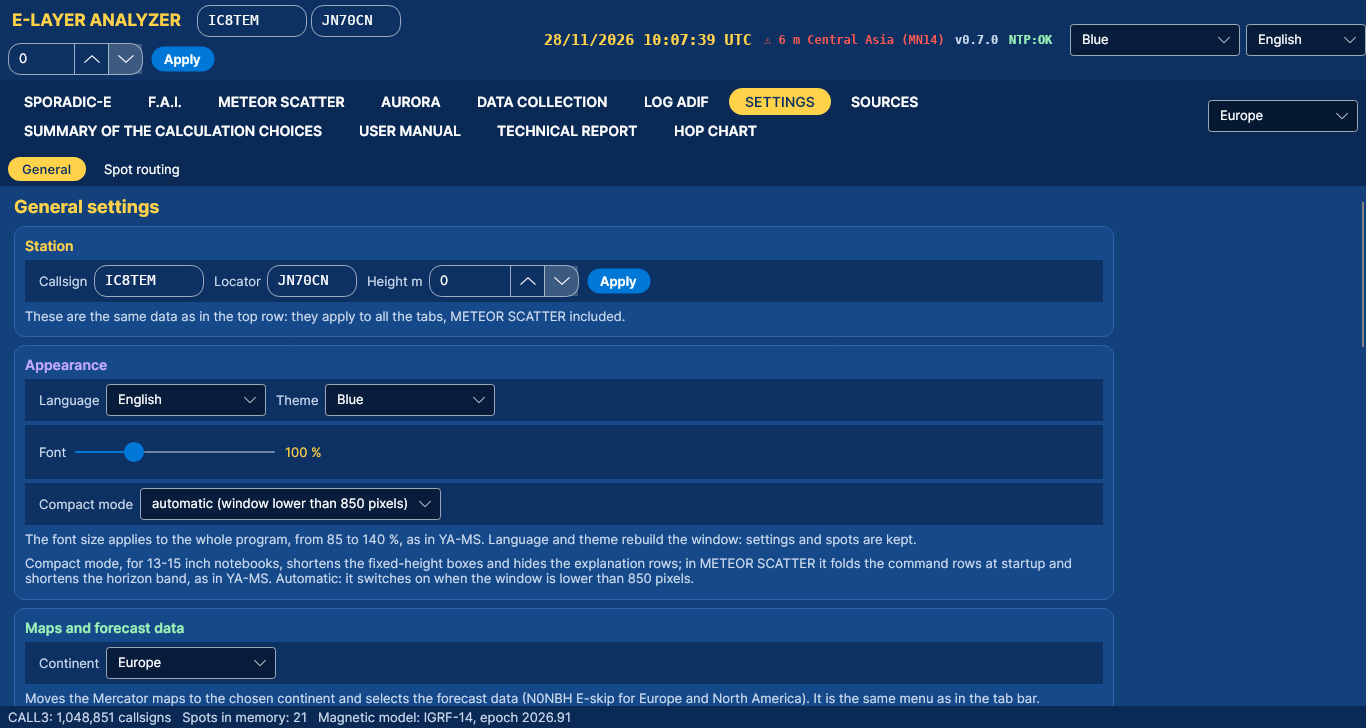 E-LAYER ANALYZER IC8TEM JN70CN
0 Apply
28/11/2026 10:07:39 UTC ⚠ 6 m Central Asia (MN14) v0.7.0 NTP:OK Blue English
SPORADIC-E F.A.I. METEOR SCATTER AURORA DATA COLLECTION LOG ADIF SETTINGS SOURCES
SUMMARY OF THE CALCULATION CHOICES USER MANUAL TECHNICAL REPORT HOP CHART
Europe
General Spot routing
General settings
Station
Callsign IC8TEM Locator JN70CN Height m 0 Apply
These are the same data as in the top row: they apply to all the tabs, METEOR SCATTER included.
Appearance
Language English Theme Blue
Font 100 %
Compact mode automatic (window lower than 850 pixels)
The font size applies to the whole program, from 85 to 140 %, as in YA-MS. Language and theme rebuild the window: settings and spots are kept.
Compact mode, for 13-15 inch notebooks, shortens the fixed-height boxes and hides the explanation rows; in METEOR SCATTER it folds the command rows at startup and
shortens the horizon band, as in YA-MS. Automatic: it switches on when the window is lower than 850 pixels.
Maps and forecast data
Continent Europe
Moves the Mercator maps to the chosen continent and selects the forecast data (N0NBH E-skip for Europe and North America). It is the same menu as in the tab bar.
CALL3: 1,048,851 callsigns Spots in memory: 21 Magnetic model: IGRF-14, epoch 2026.91